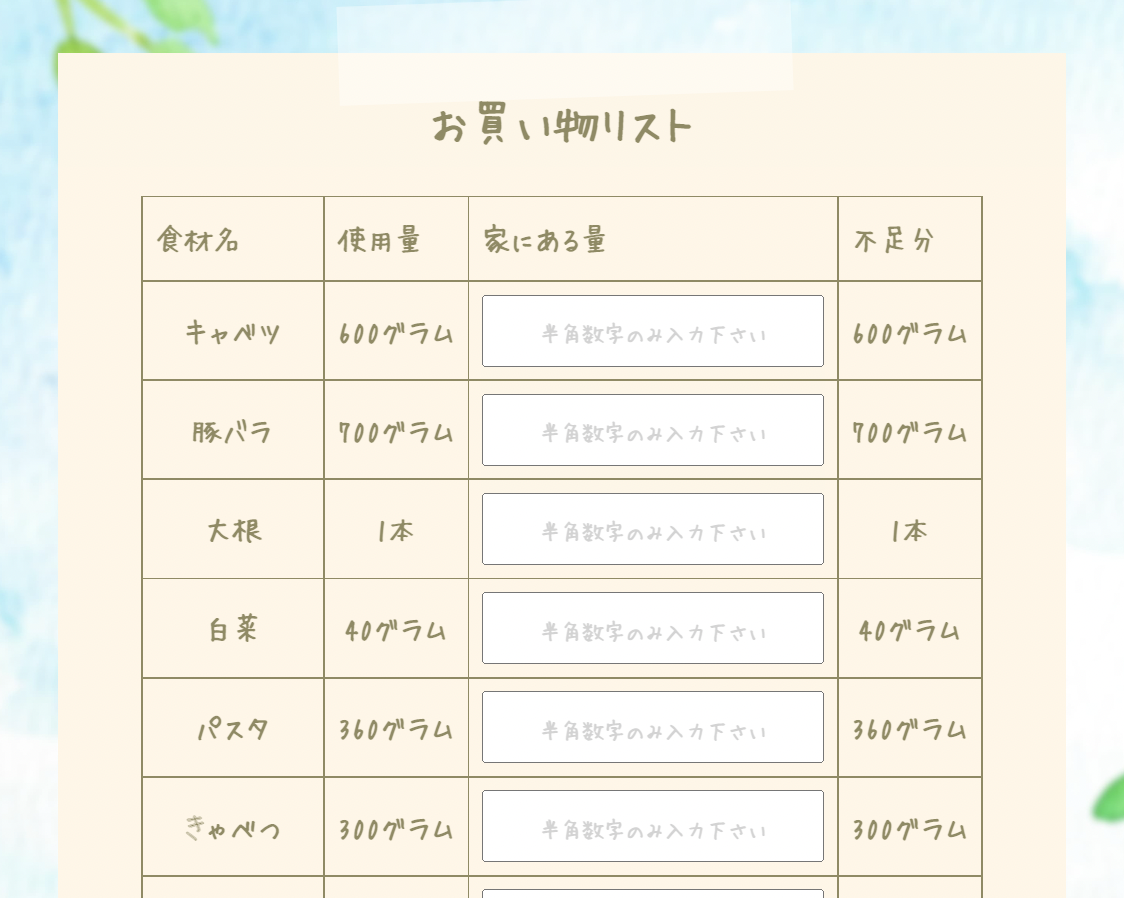 お買い物リスト
食材名 使用量 家にある量 不足分
キャベツ 600グラム 半角数字のみ入力下さい 600グラム
豚バラ 700グラム 半角数字のみ入力下さい 700グラム
大根 1本 半角数字のみ入力下さい 1本
白菜 40グラム 半角数字のみ入力下さい 40グラム
パスタ 360グラム 半角数字のみ入力下さい 360グラム
きゃべつ 300グラム 半角数字のみ入力下さい 300グラム